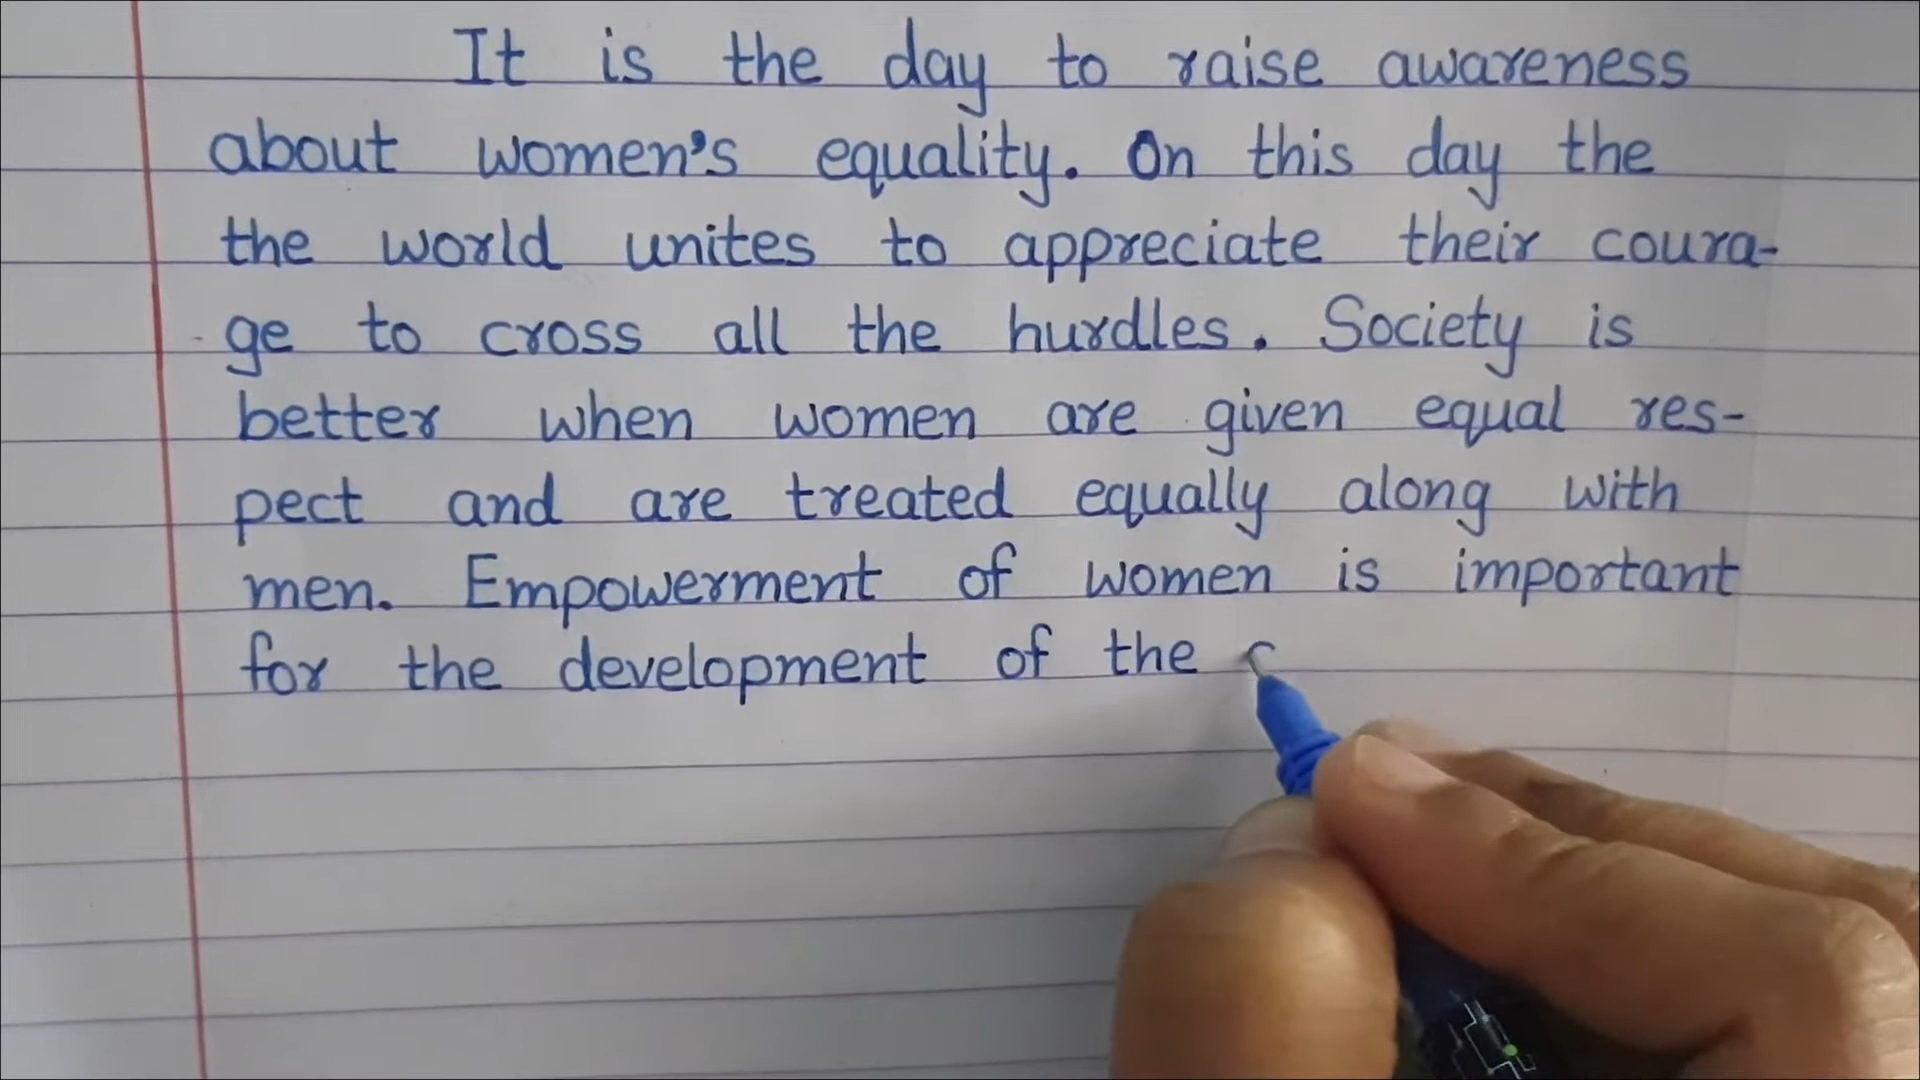 It is the day to raise awareness
about women's equality. On this day the
the world unites to appreciate their coura-
ge to cross all the hurdles. Society is
better when women are given equal res-
pect and are treated equally along with
men. Empowerment of women is important
for the development of the